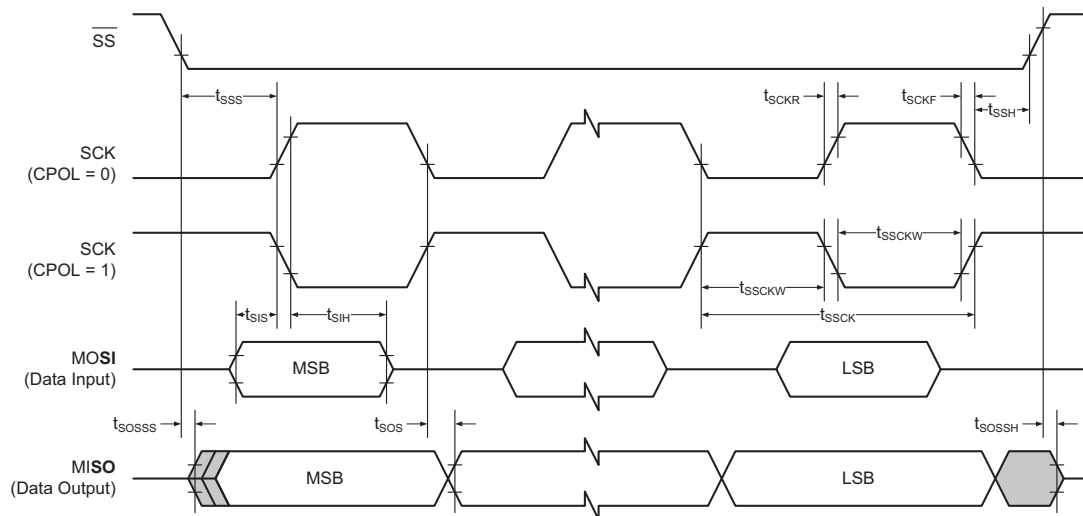 SS
tSSS
tSCKR
tSCKF
tSSH
SCK
(CPOL = 0)
SCK
(CPOL = 1)
tSSCKW
tSSCKW
tSSCK
tSIS
tSIH
MOSI
(Data Input)
MSB
LSB
tSOSSS
tSOS
tSOSSH
MISO
(Data Output)
MSB
LSB